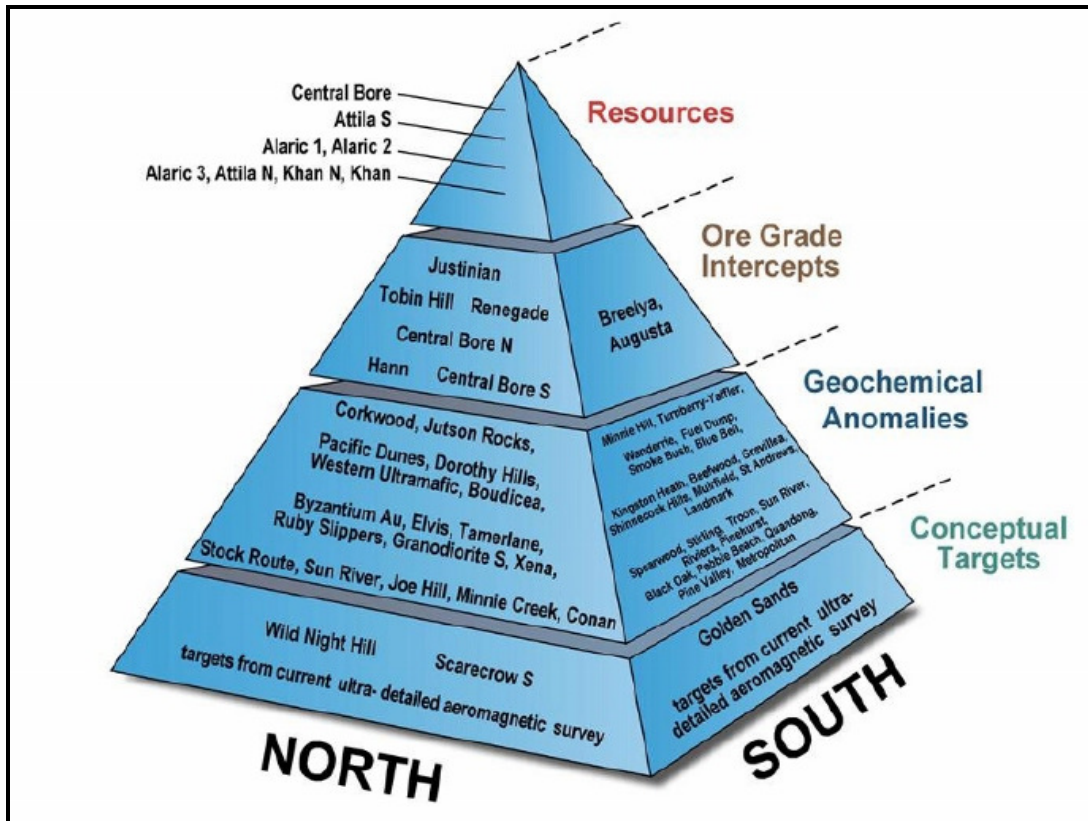 Central Bore
Attila S
Alaric 1, Alaric 2
Alaric 3, Attila N, Khan N, Khan
Resources
Ore Grade
Intercepts
Justinian
Tobin Hill Renegade
Central Bore N
Hann Central Bore S
Breelya,
Augusta
Geochemical
Anomalies
Corkwood, Jutson Rocks,
Pacific Dunes, Dorothy Hills,
Western Ultramafic, Boudicea,
Byzantium Au, Elvis, Tamerlane,
Ruby Slippers, Granodiorite S, Xena,
Stock Route, Sun River, Joe Hill, Minnie Creek, Conan
Minnie Hill, Turnberry-Yaffler,
Wanderrie, Fuel Dump,
Smoke Bush, Blue Bell,
Kingston Heath, Beefwood, Grevillea,
Shinnecock Hills, Muirfield, St Andrews,
Landmark
Spearwood, Stirling, Troon, Sun River,
Riviera, Pinehurst,
Black Oak, Pebble Beach, Quandong,
Pine Valley, Metropolitan
Conceptual
Targets
Wild Night Hill Scarecrow S
targets from current ultra- detailed aeromagnetic survey
Golden Sands
targets from current ultra-
detailed aeromagnetic survey
NORTH
SOUTH